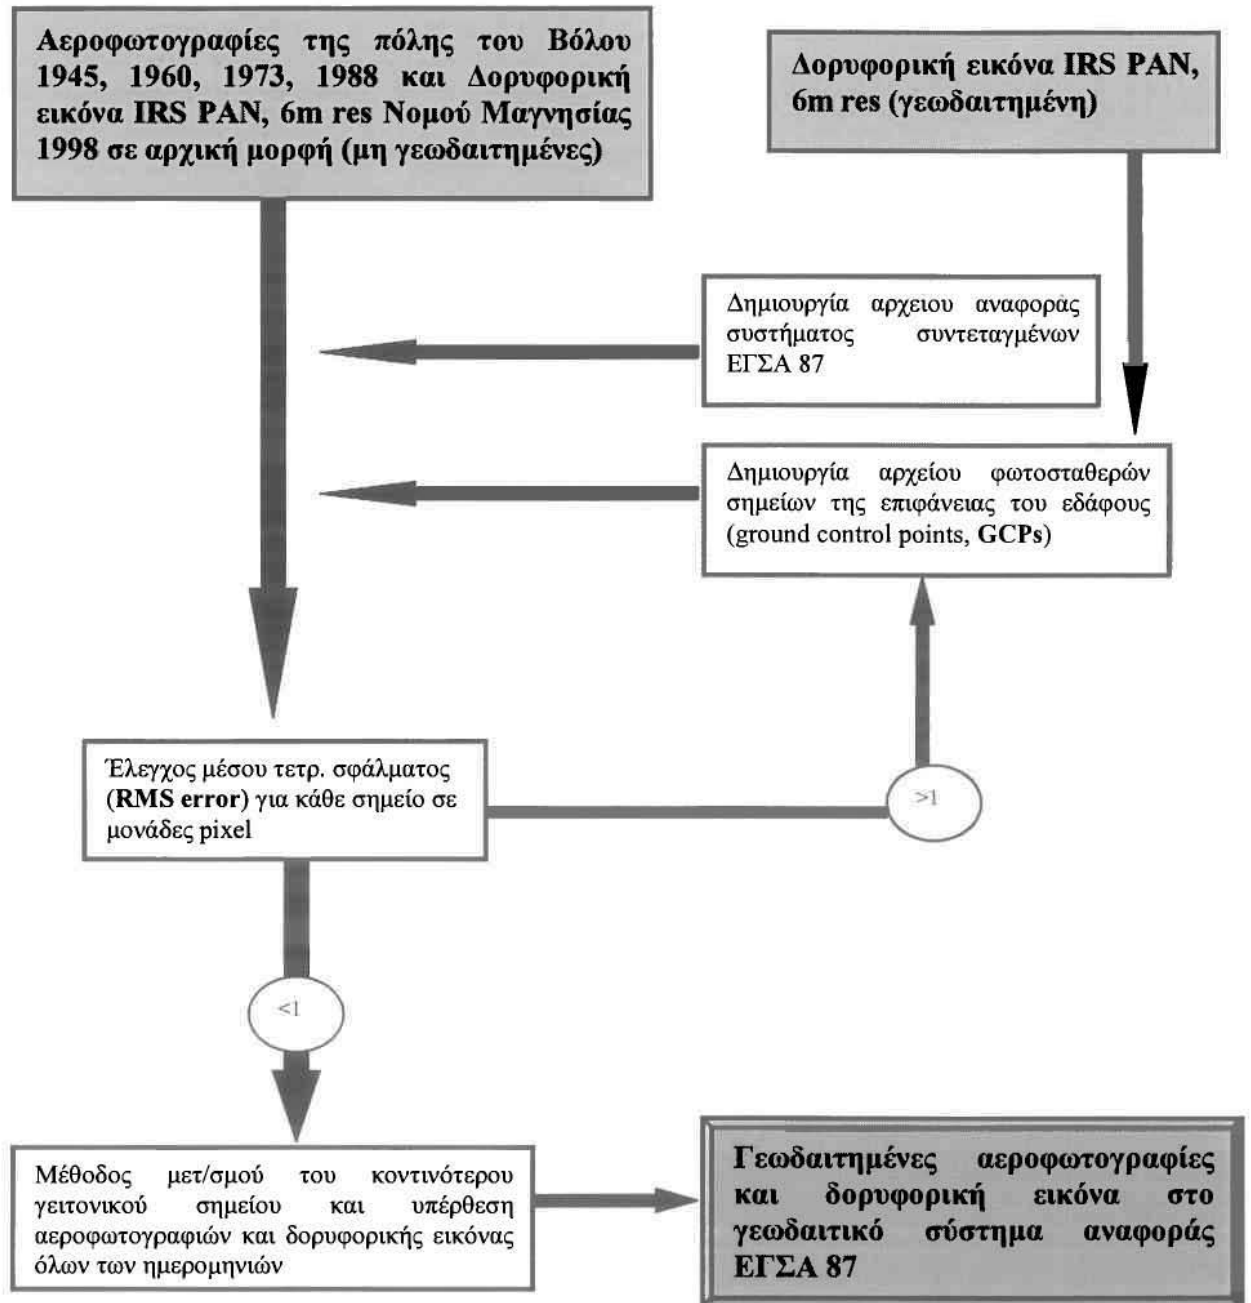 Αεροφωτογραφίες της πόλης του Βόλου
1945, 1960, 1973, 1988 και Δορυφορική
εικόνα IRS PAN, 6m res Νομού Μαγνησίας
1998 σε αρχική μορφή (μη γεωδαιτημένες)
Δορυφορική εικόνα IRS PAN,
6m res (γεωδαιτημένη)
Δημιουργία αρχειου αναφοράς
συστήματος συντεταγμένων
ΕΓΣΑ 87
Δημιουργία αρχείου φωτοσταθερών
σημείων της επιφάνειας του εδάφους
(ground control points, GCPs)
Έλεγχος μέσου τετρ. σφάλματος
(RMS error) για κάθε σημείο σε
μονάδες pixel
>1
<1
Μέθοδος μετ/σμού του κοντινότερου
γειτονικού σημείου και υπέρθεση
αεροφωτογραφιών και δορυφορικής εικόνας
όλων των ημερομηνιών
Γεωδαιτημένες αεροφωτογραφίες
και δορυφορική εικόνα στο
γεωδαιτικό σύστημα αναφοράς
ΕΓΣΑ 87